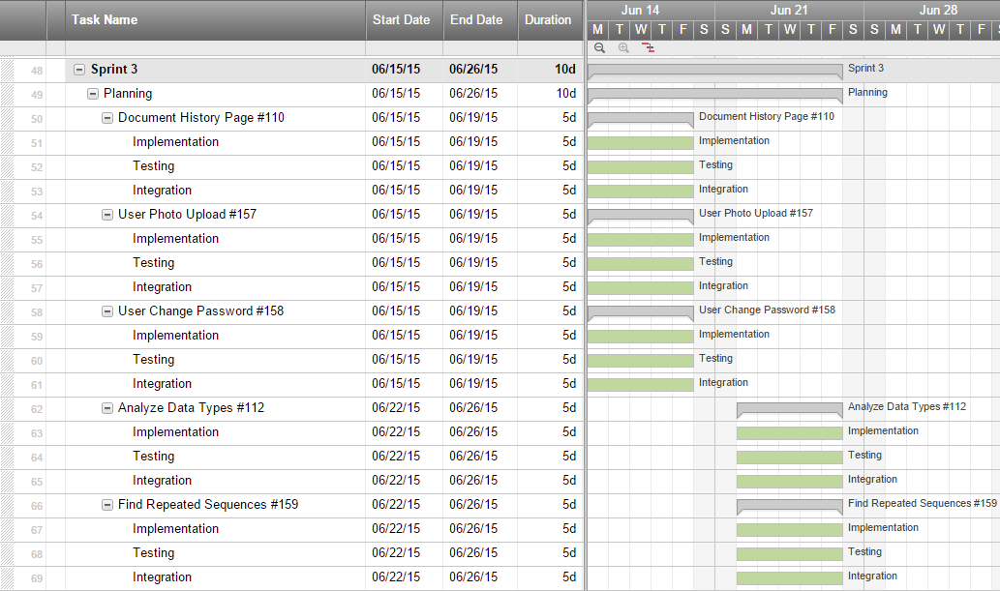 Task Name Start Date End Date Duration Jun 14 Jun 21 Jun 28
M T W T F S S M T W T F S S M T W T F S
48 Sprint 3 06/15/15 06/26/15 10d Sprint 3
49 Planning 06/15/15 06/26/15 10d Planning
50 Document History Page #110 06/15/15 06/19/15 5d Document History Page #110
51 Implementation 06/15/15 06/19/15 5d Implementation
52 Testing 06/15/15 06/19/15 5d Testing
53 Integration 06/15/15 06/19/15 5d Integration
54 User Photo Upload #157 06/15/15 06/19/15 5d User Photo Upload #157
55 Implementation 06/15/15 06/19/15 5d Implementation
56 Testing 06/15/15 06/19/15 5d Testing
57 Integration 06/15/15 06/19/15 5d Integration
58 User Change Password #158 06/15/15 06/19/15 5d User Change Password #158
59 Implementation 06/15/15 06/19/15 5d Implementation
60 Testing 06/15/15 06/19/15 5d Testing
61 Integration 06/15/15 06/19/15 5d Integration
62 Analyze Data Types #112 06/22/15 06/26/15 5d Analyze Data Types #112
63 Implementation 06/22/15 06/26/15 5d Implementation
64 Testing 06/22/15 06/26/15 5d Testing
65 Integration 06/22/15 06/26/15 5d Integration
66 Find Repeated Sequences #159 06/22/15 06/26/15 5d Find Repeated Sequences #159
67 Implementation 06/22/15 06/26/15 5d Implementation
68 Testing 06/22/15 06/26/15 5d Testing
69 Integration 06/22/15 06/26/15 5d Integration